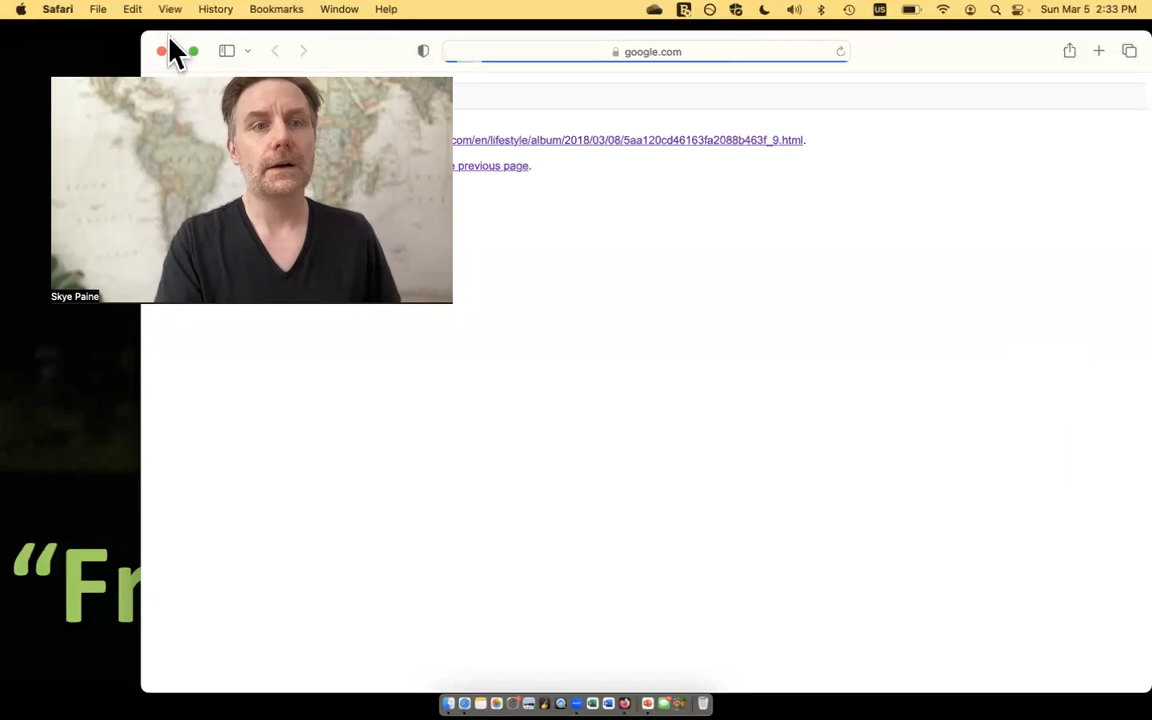 Safari File Edit View History Bookmarks Window Help US Sun Mar 5 2:33 PM
google.com
com/en/lifestyle/album/2018/03/08/5aa120cd46163fa2088b463f_9.html.
previous page.
Skye Paine
“Fr